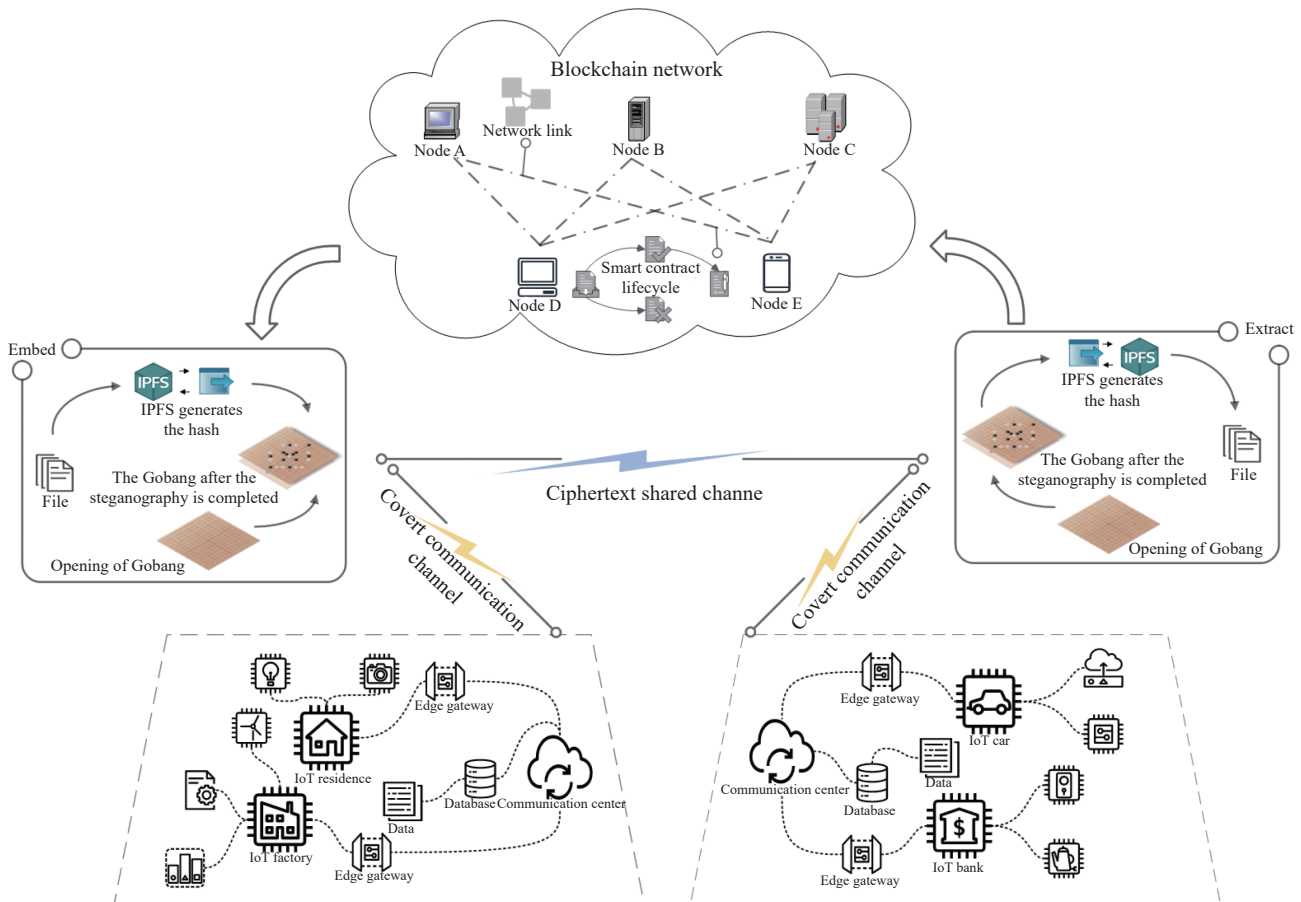 Blockchain network
Network link
Node A
Node B
Node C
Smart contract
lifecycle
Node D
Node E
Embed
IPFS
IPFS generates
the hash
File
The Gobang after the
steganography is completed
Opening of Gobang
Extract
IPFS
IPFS generates
the hash
The Gobang after the
steganography is completed
File
Opening of Gobang
Ciphertext shared channe
Covert communication
channel
Covert communication
channel
Edge gateway
IoT residence
Database
Communication center
Data
IoT factory
Edge gateway
Edge gateway
IoT car
Communication center
Data
Database
$
Edge gateway
IoT bank